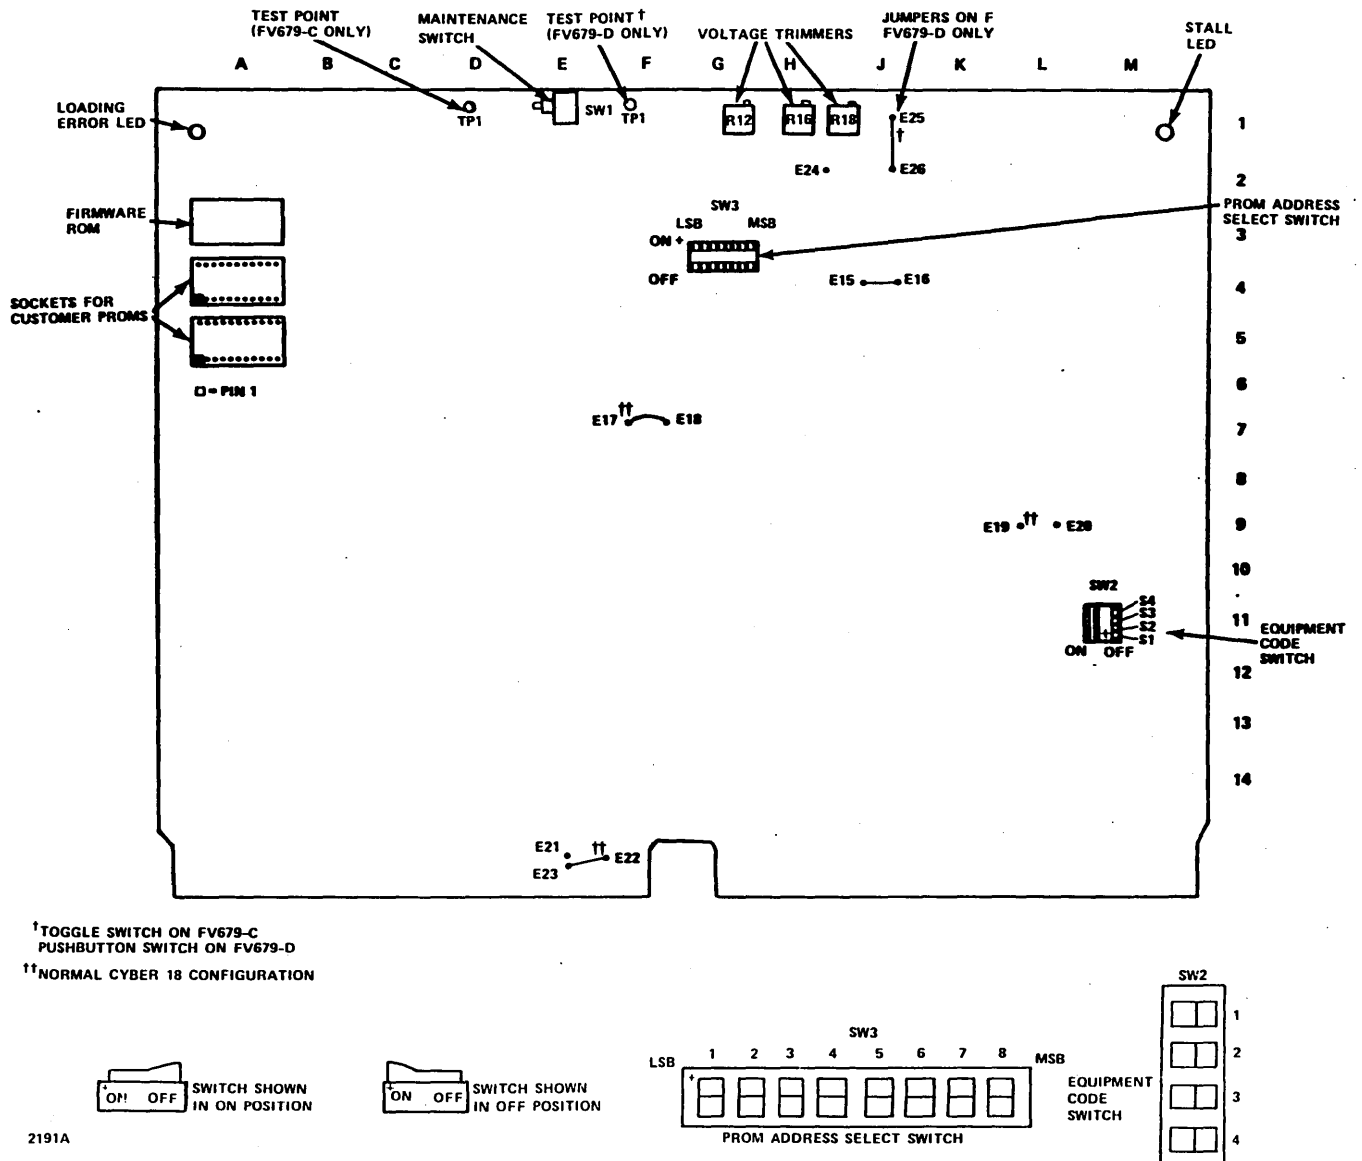 TEST POINT
(FV679-C ONLY)
MAINTENANCE
SWITCH
TEST POINT †
(FV679-D ONLY)
VOLTAGE TRIMMERS
JUMPERS ON F
FV679-D ONLY
STALL
LED
A B C D E F G H J K L M
LOADING
ERROR LED
TP1
SW1
TP1
R12
R16
R18
E25
†
1
E24
E26
2
FIRMWARE
ROM
SW3
LSB MSB
ON +
OFF
PROM ADDRESS
SELECT SWITCH
3
E15 E16
4
SOCKETS FOR
CUSTOMER PROMS
5
□ = PIN 1
6
E17 †† E18
7
8
E19 †† E20
9
10
SW2
S4
S3
S2
S1
ON OFF
11
EQUIPMENT
CODE
SWITCH
12
13
14
E21
E23
†† E22
† TOGGLE SWITCH ON FV679-C
PUSHBUTTON SWITCH ON FV679-D
†† NORMAL CYBER 18 CONFIGURATION
+
ON OFF
SWITCH SHOWN
IN ON POSITION
+
ON OFF
SWITCH SHOWN
IN OFF POSITION
SW3
LSB 1 2 3 4 5 6 7 8 MSB
+
PROM ADDRESS SELECT SWITCH
SW2
1
2
3
4
EQUIPMENT
CODE
SWITCH
2191A